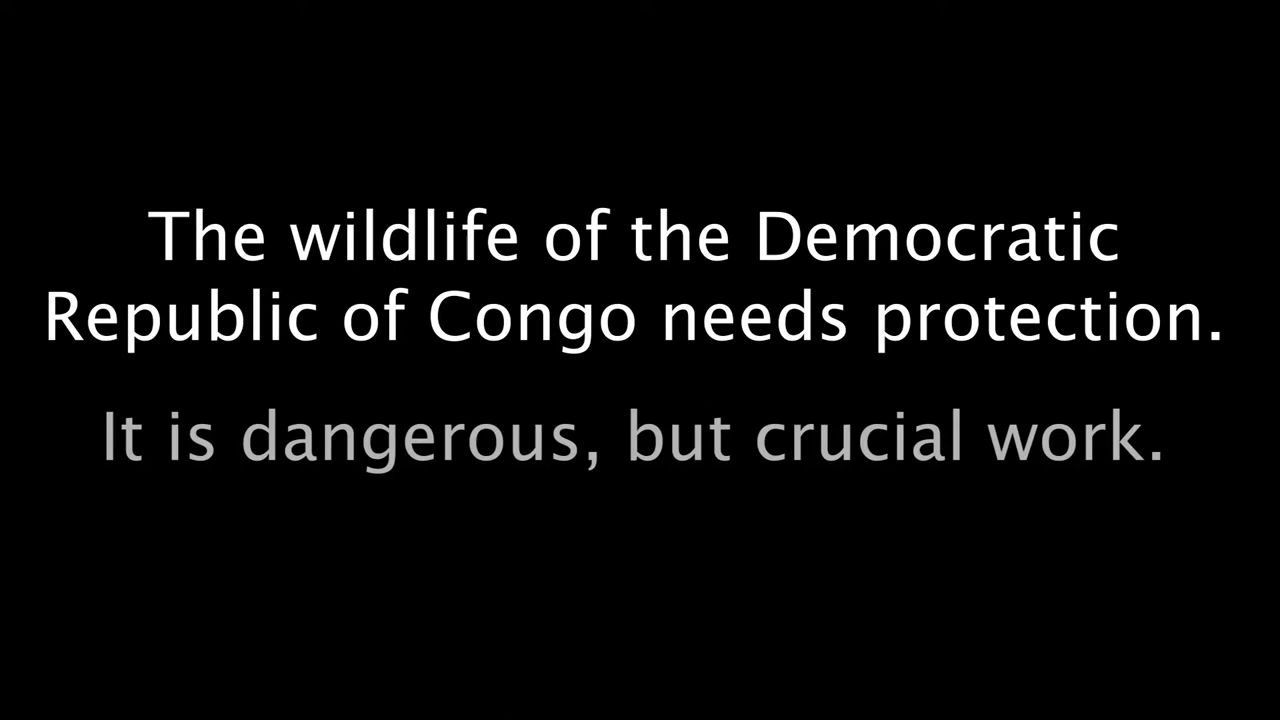 The wildlife of the Democratic
Republic of Congo needs protection.
It is dangerous, but crucial work.